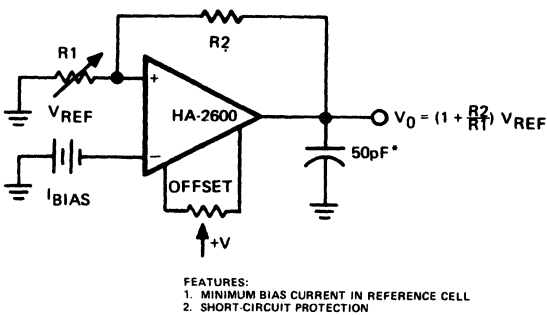 R2
R1
+
VREF
HA-2600
VO = (1 + R2/R1) VREF
50pF*
−
OFFSET
IBIAS
+V
FEATURES:
1. MINIMUM BIAS CURRENT IN REFERENCE CELL
2. SHORT-CIRCUIT PROTECTION